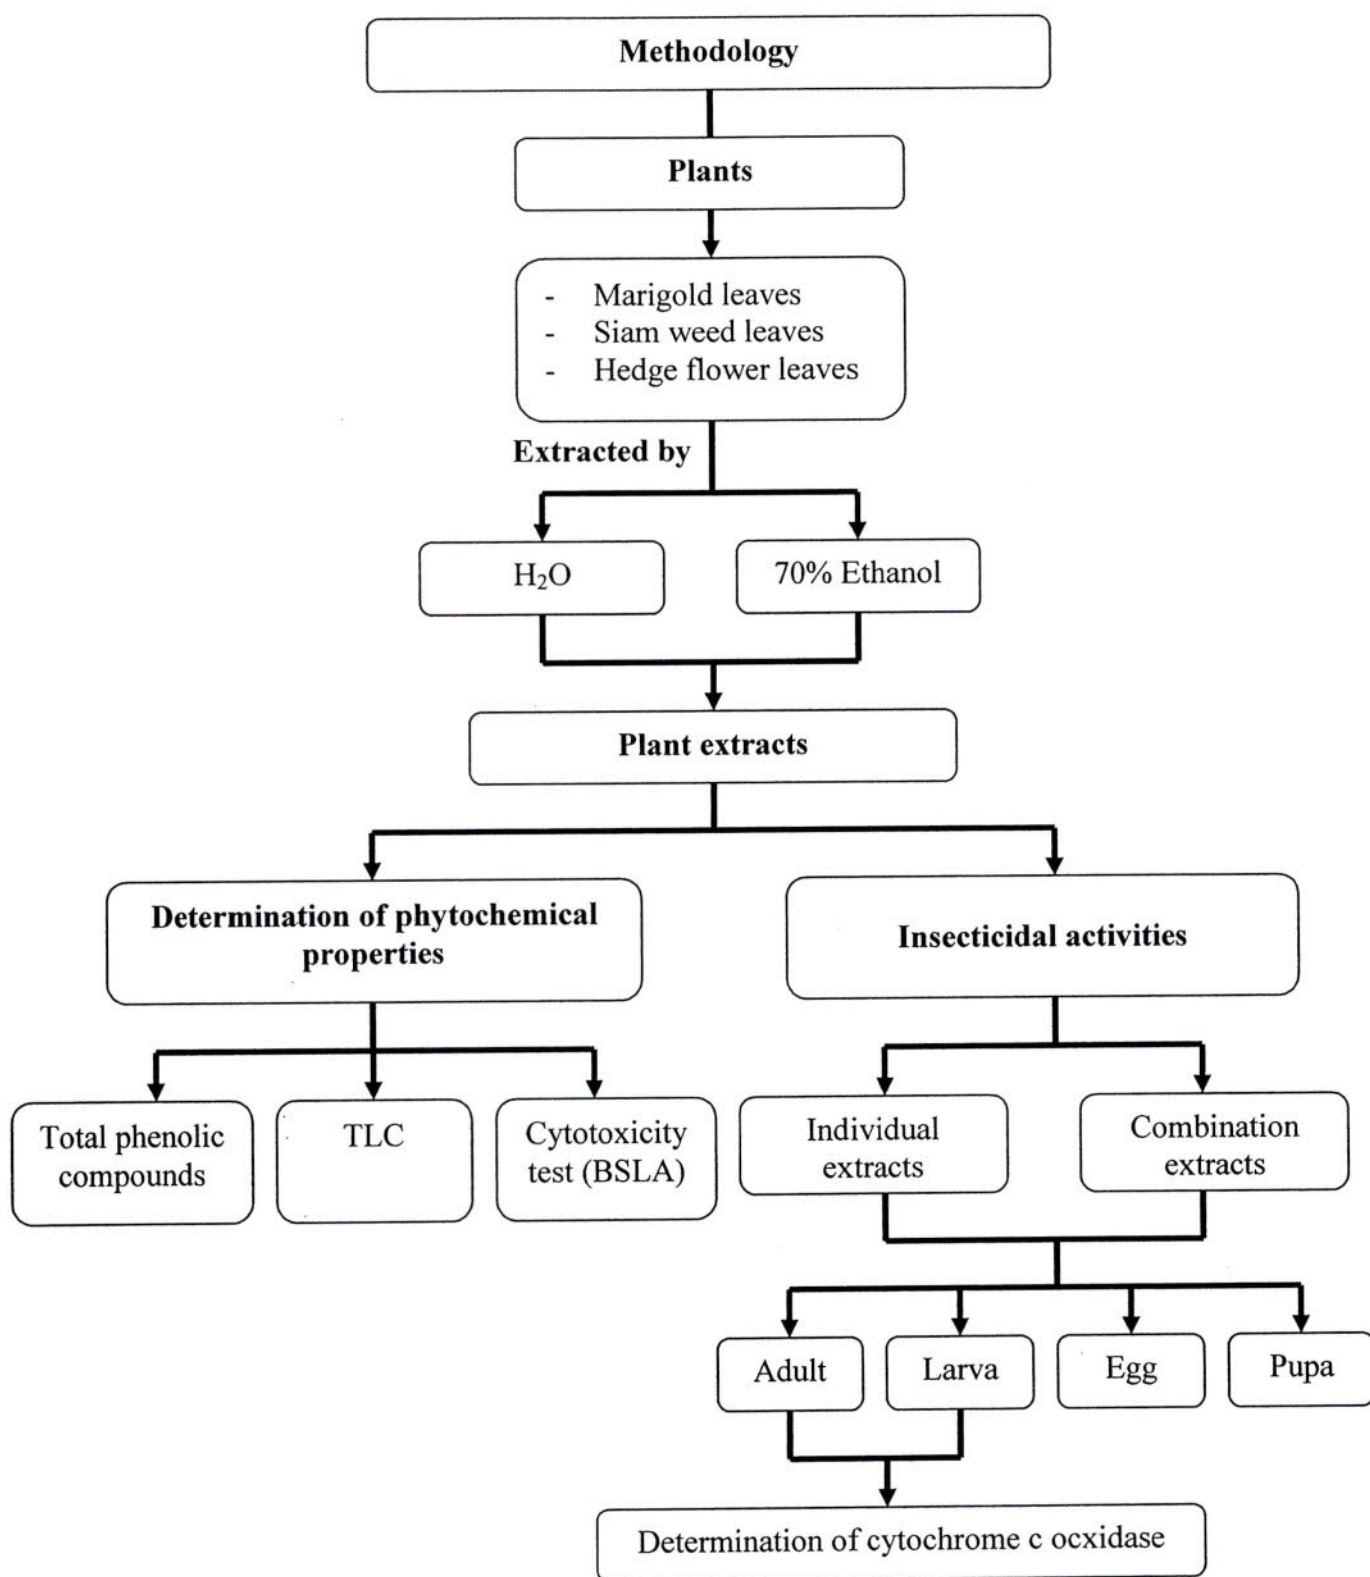 Methodology
Plants
- Marigold leaves
- Siam weed leaves
- Hedge flower leaves
Extracted by
H₂O
70% Ethanol
Plant extracts
Determination of phytochemical
properties
Insecticidal activities
Total phenolic
compounds
TLC
Cytotoxicity
test (BSLA)
Individual
extracts
Combination
extracts
Adult
Larva
Egg
Pupa
Determination of cytochrome c ocxidase